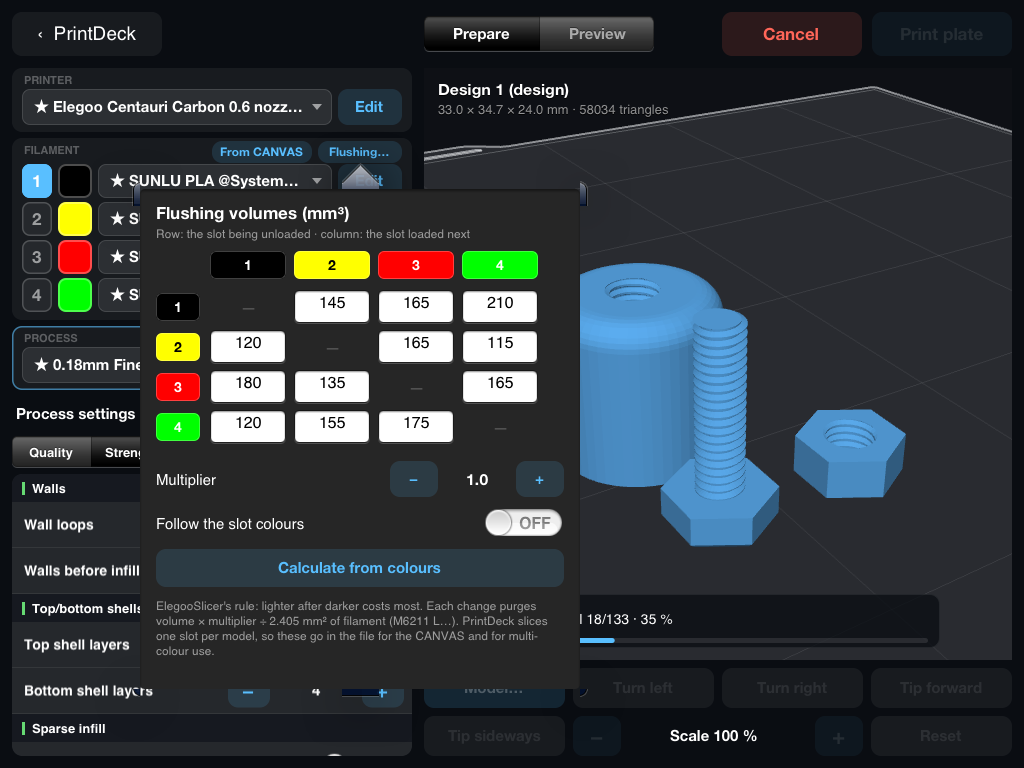 ‹ PrintDeck
Prepare
Preview
Cancel
Print plate
PRINTER
★ Elegoo Centauri Carbon 0.6 nozz...
Edit
Design 1 (design)
33.0 × 34.7 × 24.0 mm · 58034 triangles
FILAMENT
From CANVAS
Flushing...
1
★ SUNLU PLA @System...
2
3
4
PROCESS
★ 0.18mm Fine
Process settings
Quality
Walls
Wall loops
Walls before infill
Top/bottom shells
Top shell layers
Bottom shell layers
4
Sparse infill
Flushing volumes (mm³)
Row: the slot being unloaded · column: the slot loaded next
1 2 3 4
1 — 145 165 210
2 120 — 165 115
3 180 135 — 165
4 120 155 175 —
Multiplier − 1.0 +
Follow the slot colours OFF
Calculate from colours
ElegooSlicer's rule: lighter after darker costs most. Each change purges
volume × multiplier ÷ 2.405 mm² of filament (M6211 L...). PrintDeck slices
one slot per model, so these go in the file for the CANVAS and for multi-
colour use.
18/133 · 35 %
Model...
Turn left
Turn right
Tip forward
Tip sideways
−
Scale 100 %
+
Reset